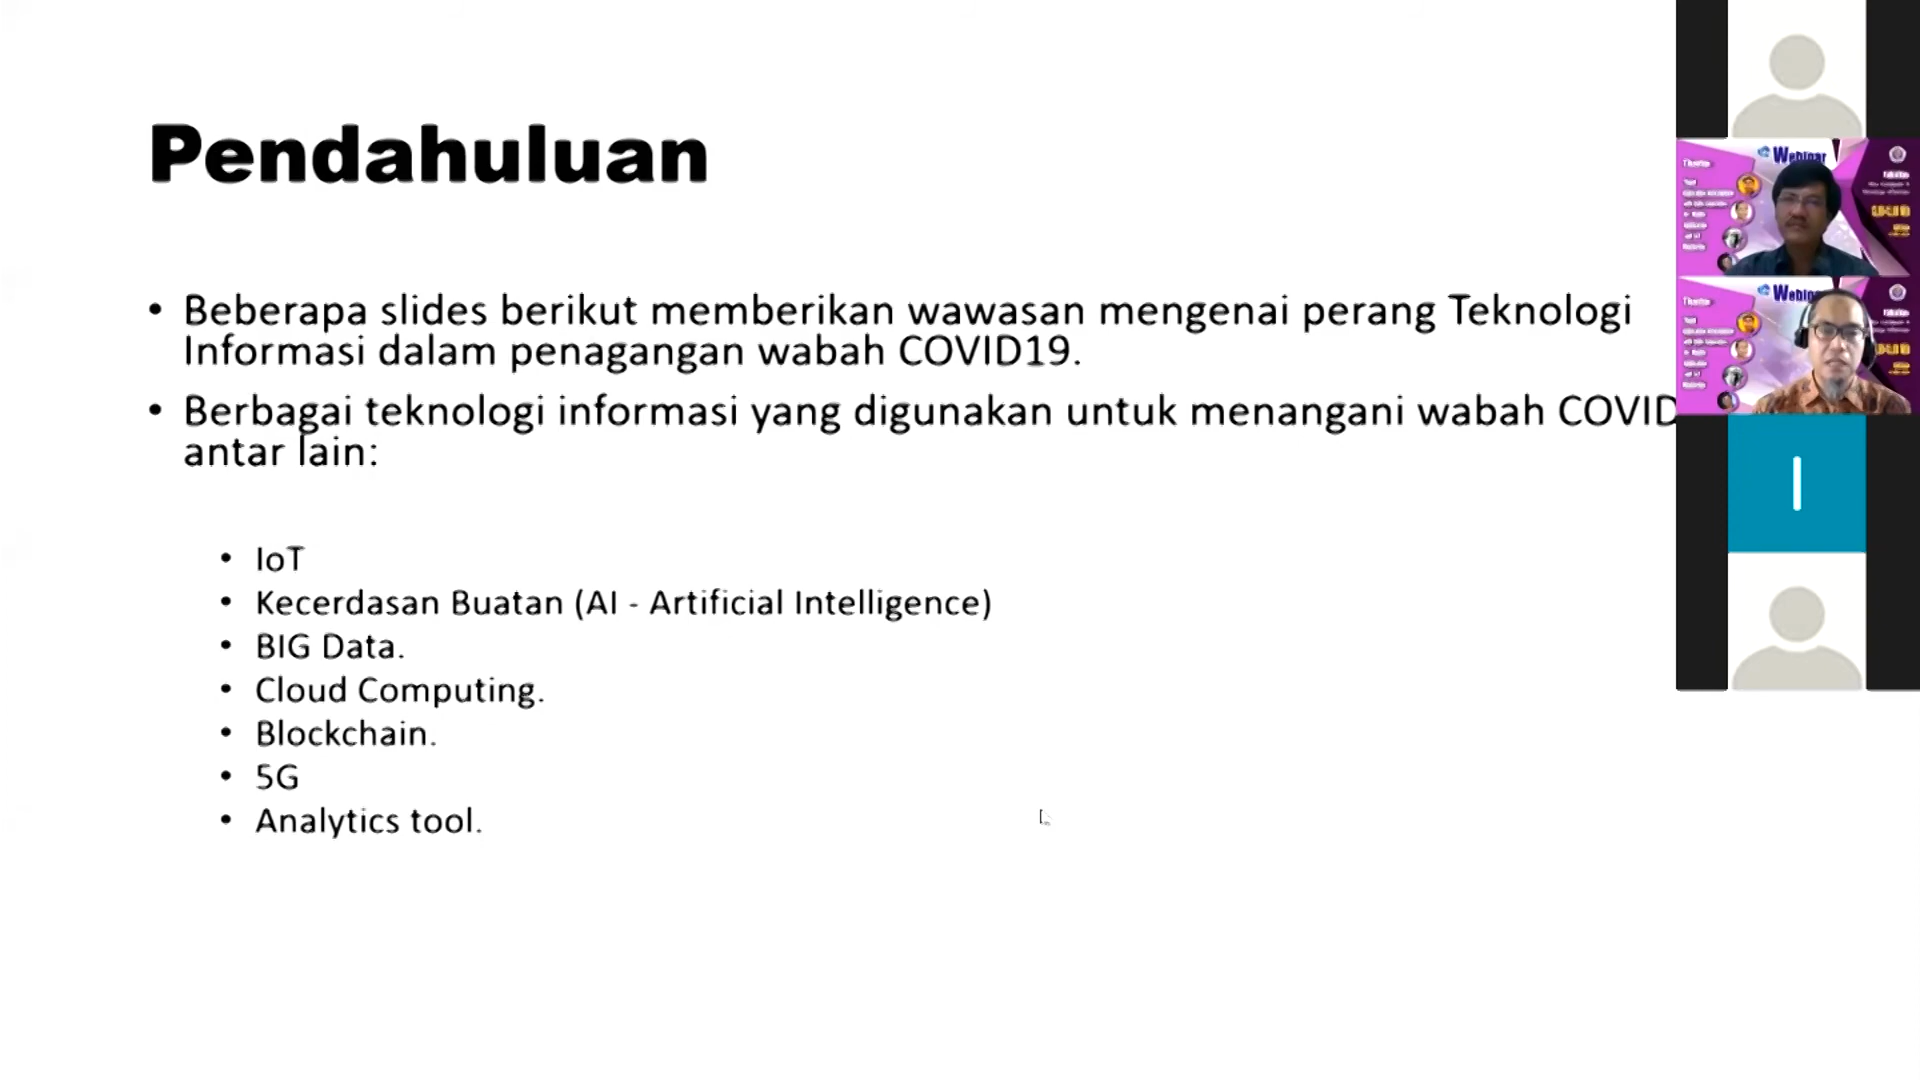 Pendahuluan
• Beberapa slides berikut memberikan wawasan mengenai perang Teknologi
Informasi dalam penagangan wabah COVID19.
• Berbagai teknologi informasi yang digunakan untuk menangani wabah COVID
antar lain:
• IoT
• Kecerdasan Buatan (AI - Artificial Intelligence)
• BIG Data.
• Cloud Computing.
• Blockchain.
• 5G
• Analytics tool.
Webinar
I